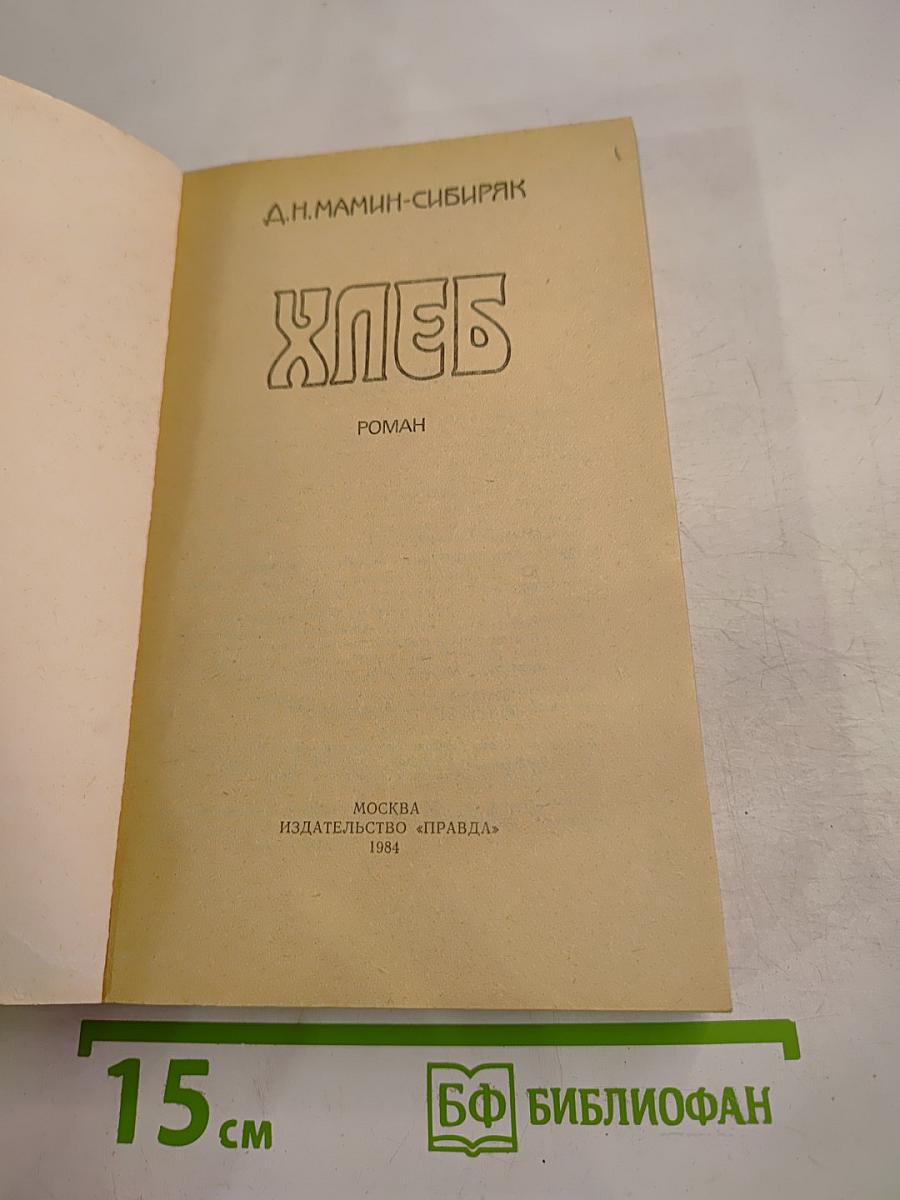 Д.Н.МАМИН-СИБИРЯК
ХЛЕБ
РОМАН
МОСКВА
ИЗДАТЕЛЬСТВО «ПРАВДА»
1984
15 см
БФ БИБЛИОФАН